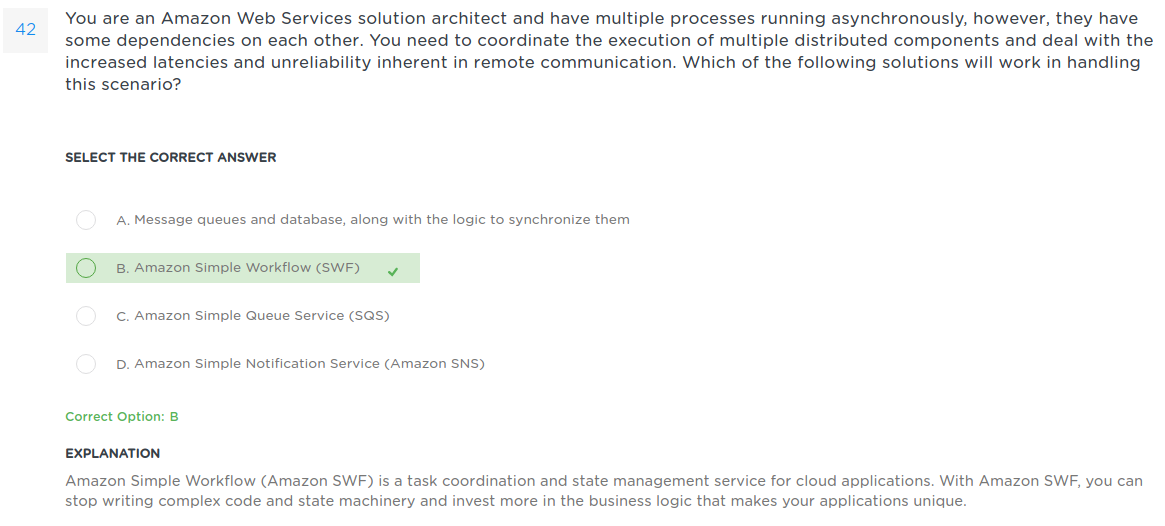 42
You are an Amazon Web Services solution architect and have multiple processes running asynchronously, however, they have
some dependencies on each other. You need to coordinate the execution of multiple distributed components and deal with the
increased latencies and unreliability inherent in remote communication. Which of the following solutions will work in handling
this scenario?
SELECT THE CORRECT ANSWER
A. Message queues and database, along with the logic to synchronize them
B. Amazon Simple Workflow (SWF)
C. Amazon Simple Queue Service (SQS)
D. Amazon Simple Notification Service (Amazon SNS)
Correct Option: B
EXPLANATION
Amazon Simple Workflow (Amazon SWF) is a task coordination and state management service for cloud applications. With Amazon SWF, you can
stop writing complex code and state machinery and invest more in the business logic that makes your applications unique.